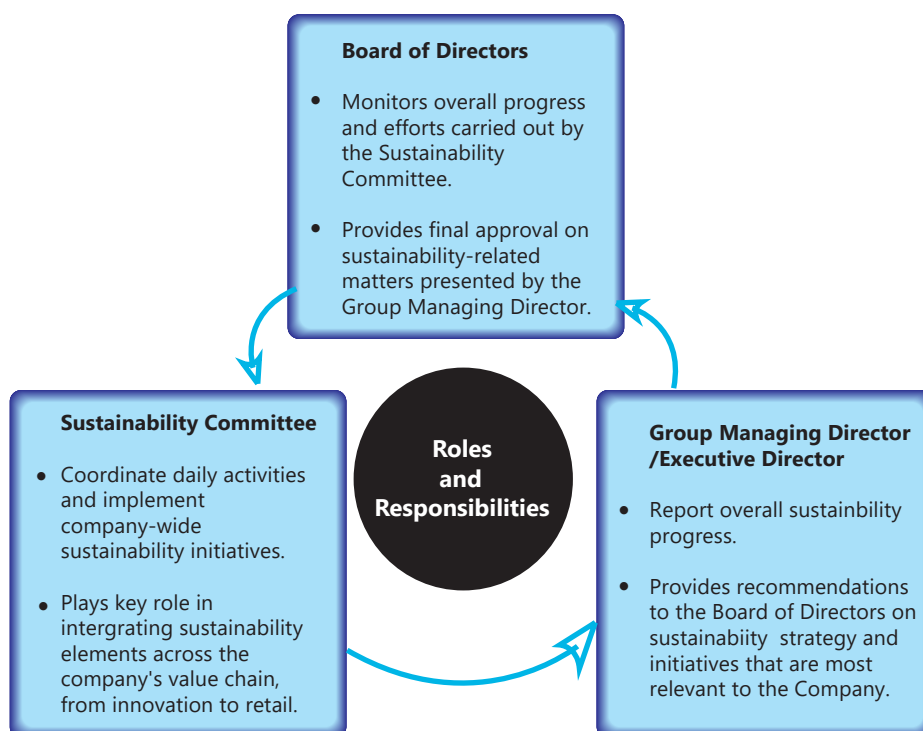 Board of Directors
• Monitors overall progress
and efforts carried out by
the Sustainability
Committee.
• Provides final approval on
sustainability-related
matters presented by the
Group Managing Director.
Sustainability Committee
• Coordinate daily activities
and implement
company-wide
sustainability initiatives.
• Plays key role in
intergrating sustainability
elements across the
company's value chain,
from innovation to retail.
Roles
and
Responsibilities
Group Managing Director
/Executive Director
• Report overall sustainbility
progress.
• Provides recommendations
to the Board of Directors on
sustainabiity strategy and
initiatives that are most
relevant to the Company.